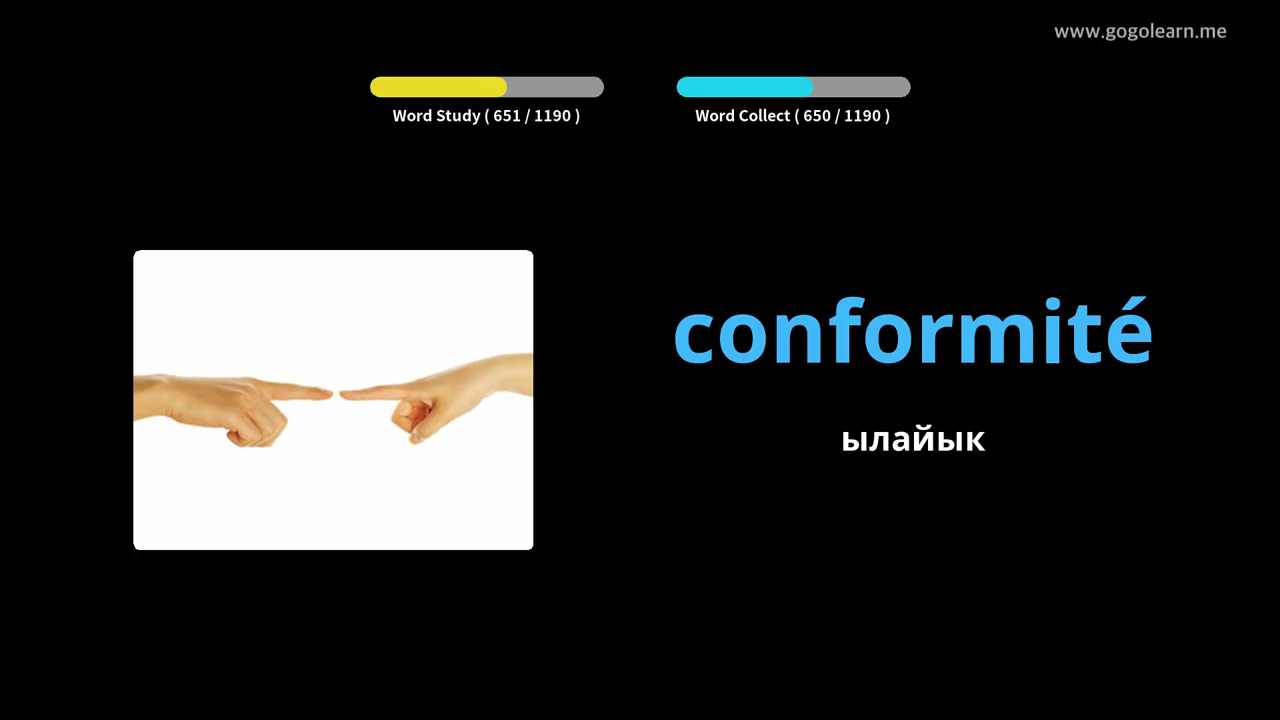 www.gogolearn.me
Word Study ( 651 / 1190 )
Word Collect ( 650 / 1190 )
conformité
ылайык